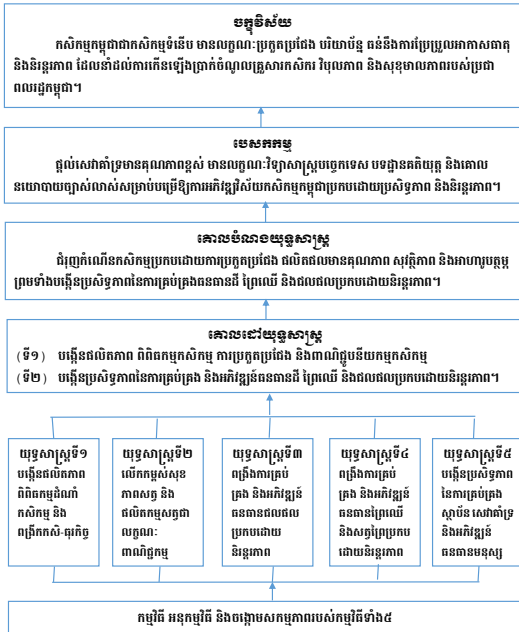 ចក្ខុវិស័យ
កសិកម្មកម្ពុជាជាកសិកម្មទំនើប មានលក្ខណៈប្រកួតប្រជែង បរិយាប័ន្ន ធន់នឹងការប្រែប្រួលអាកាសធាតុ
និងនិរន្តរភាព ដែលនាំដល់ការកើនឡើងប្រាក់ចំណូលគ្រួសារកសិករ វិបុលភាព និងសុខុមាលភាពរបស់ប្រជា
ពលរដ្ឋកម្ពុជា។
បេសកកម្ម
ផ្តល់សេវាគាំទ្រមានគុណភាពខ្ពស់ មានលក្ខណៈវិទ្យាសាស្ត្របច្ចេកទេស បទដ្ឋានគតិយុត្ត និងគោល
នយោបាយច្បាស់លាស់សម្រាប់បម្រើឱ្យការអភិវឌ្ឍវិស័យកសិកម្មកម្ពុជាប្រកបដោយប្រសិទ្ធភាព និងនិរន្តរភាព។
គោលបំណងយុទ្ធសាស្ត្រ
ជំរុញកំណើនកសិកម្មប្រកបដោយការប្រកួតប្រជែង ផលិតផលមានគុណភាព សុវត្ថិភាព និងអាហារូបត្ថម្ភ
ព្រមទាំងបង្កើនប្រសិទ្ធភាពនៃការគ្រប់គ្រងធនធានដី ព្រៃឈើ និងជលផលប្រកបដោយនិរន្តរភាព។
គោលដៅយុទ្ធសាស្ត្រ
(ទី១) បង្កើនផលិតភាព ពិពិធកម្មកសិកម្ម ការប្រកួតប្រជែង និងពាណិជ្ជូបនីយកម្មកសិកម្ម
(ទី២) បង្កើនប្រសិទ្ធភាពនៃការគ្រប់គ្រង និងអភិវឌ្ឍន៍ធនធានដី ព្រៃឈើ និងជលផលប្រកបដោយនិរន្តរភាព។
យុទ្ធសាស្ត្រទី១
បង្កើនផលិតភាព
ពិពិធកម្មដំណាំ
កសិកម្ម និង
ពង្រីកកសិ-ធុរកិច្ច
យុទ្ធសាស្ត្រទី២
លើកកម្ពស់សុខ
ភាពសត្វ និង
ផលិតកម្មសត្វជា
លក្ខណៈ
ពាណិជ្ជកម្ម
យុទ្ធសាស្ត្រទី៣
ពង្រឹងការគ្រប់
គ្រង និងអភិវឌ្ឍន៍
ធនធានជលផល
ប្រកបដោយ
និរន្តរភាព
យុទ្ធសាស្ត្រទី៤
ពង្រឹងការគ្រប់
គ្រង និងអភិវឌ្ឍន៍
ធនធានព្រៃឈើ
និងសត្វព្រៃប្រកប
ដោយនិរន្តរភាព
យុទ្ធសាស្ត្រទី៥
បង្កើនប្រសិទ្ធភាព
នៃការគ្រប់គ្រង
ស្ថាប័ន សេវាគាំទ្រ
និងអភិវឌ្ឍន៍
ធនធានមនុស្ស
កម្មវិធី អនុកម្មវិធី និងចង្កោមសកម្មភាពរបស់កម្មវិធីទាំង៥